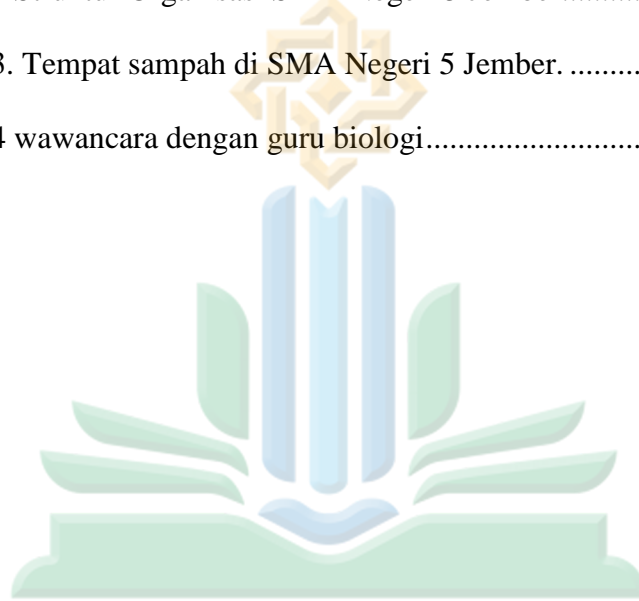 3. Tempat sampah di SMA Negeri 5 Jember. ..........
4 wawancara dengan guru biologi..........................